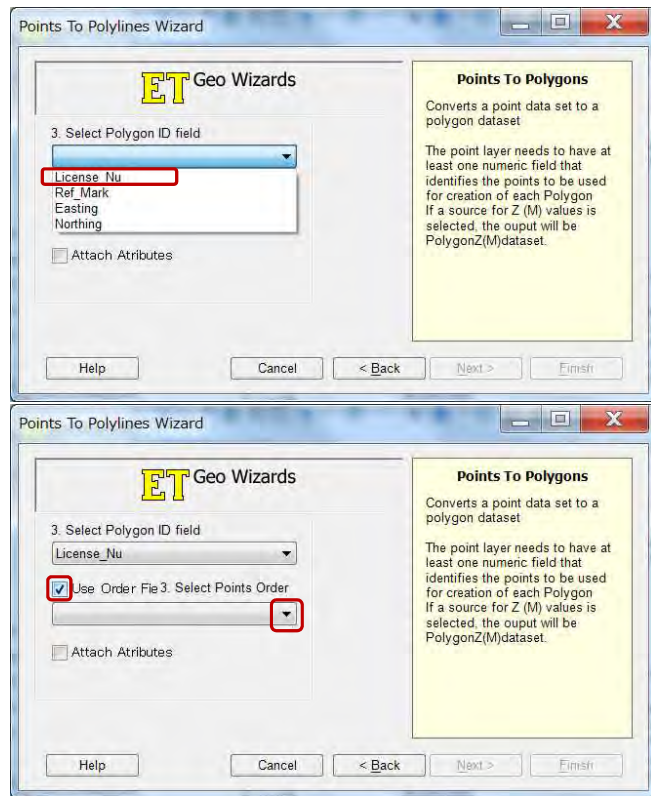 Points To Polylines Wizard
ET Geo Wizards
3. Select Polygon ID field
License_Nu
Ref_Mark
Easting
Northing
Attach Atributes
Points To Polygons
Converts a point data set to a
polygon dataset
The point layer needs to have at
least one numeric field that
identifies the points to be used
for creation of each Polygon
If a source for Z (M) values is
selected, the ouput will be
PolygonZ(M)dataset.
Help
Cancel
< Back
Next >
Finish
Points To Polylines Wizard
ET Geo Wizards
3. Select Polygon ID field
License_Nu
Use Order Fie 3. Select Points Order
Attach Atributes
Points To Polygons
Converts a point data set to a
polygon dataset
The point layer needs to have at
least one numeric field that
identifies the points to be used
for creation of each Polygon
If a source for Z (M) values is
selected, the ouput will be
PolygonZ(M)dataset.
Help
Cancel
< Back
Next >
Finish